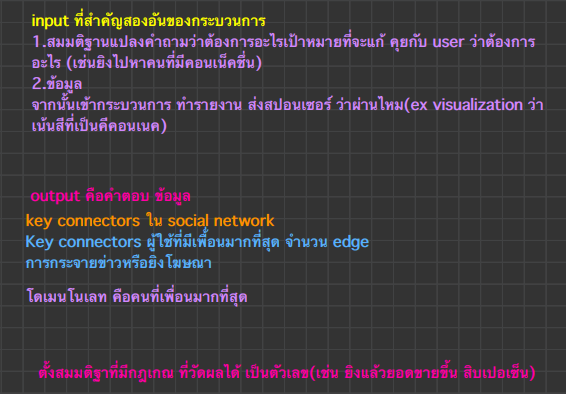 input ที่สำคัญสองอันของกระบวนการ
1.สมมติฐานแปลงคำถามว่าต้องการอะไรเป้าหมายที่จะแก้ คุยกับ user ว่าต้องการ
อะไร (เช่นยิงไปหาคนที่มีคอนเน็คชื่น)
2.ข้อมูล
จากนั้นเข้ากระบวนการ ทำรายงาน ส่งสปอนเซอร์ ว่าผ่านไหม(ex visualization ว่า
เน้นสีที่เป็นคีคอนเนค)
output คือคำตอบ ข้อมูล
key connectors ใน social network
Key connectors ผู้ใช้ที่มีเพื่อนมากที่สุด จำนวน edge
การกระจายข่าวหรือยิงโฆษณา
โดเมนโนเลท คือคนที่เพื่อนมากที่สุด
ตั้งสมมติฐาที่มีกฎเกณ ที่วัดผลได้ เป็นตัวเลข(เช่น ยิงแล้วยอดขายขึ้น สิบเปอเซ็น)